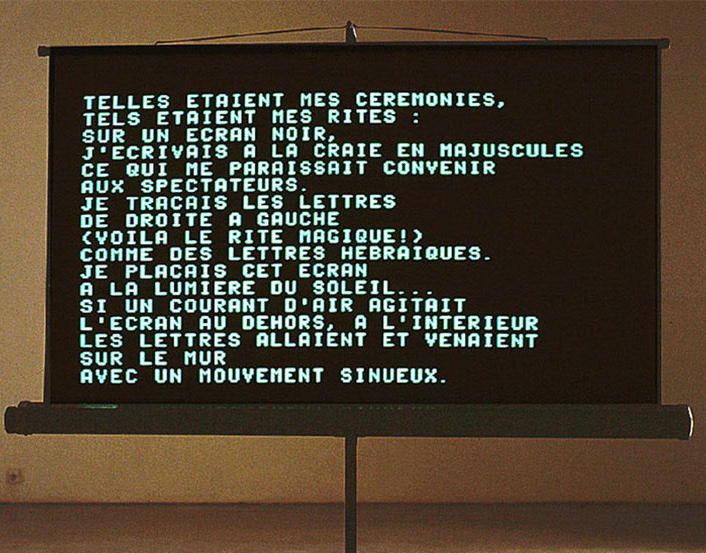 TELLES ETAIENT MES CEREMONIES,
TELS ETAIENT MES RITES :
SUR UN ECRAN NOIR,
J'ECRIVAIS A LA CRAIE EN MAJUSCULES
CE QUI ME PARAISSAIT CONVENIR
AUX SPECTATEURS.
JE TRACAIS LES LETTRES
DE DROITE A GAUCHE
(VOILA LE RITE MAGIQUE!)
COMME DES LETTRES HEBRAIQUES.
JE PLACAIS CET ECRAN
A LA LUMIERE DU SOLEIL...
SI UN COURANT D'AIR AGITAIT
L'ECRAN AU DEHORS, A L'INTERIEUR
LES LETTRES ALLAIENT ET VENAIENT
SUR LE MUR
AVEC UN MOUVEMENT SINUEUX.